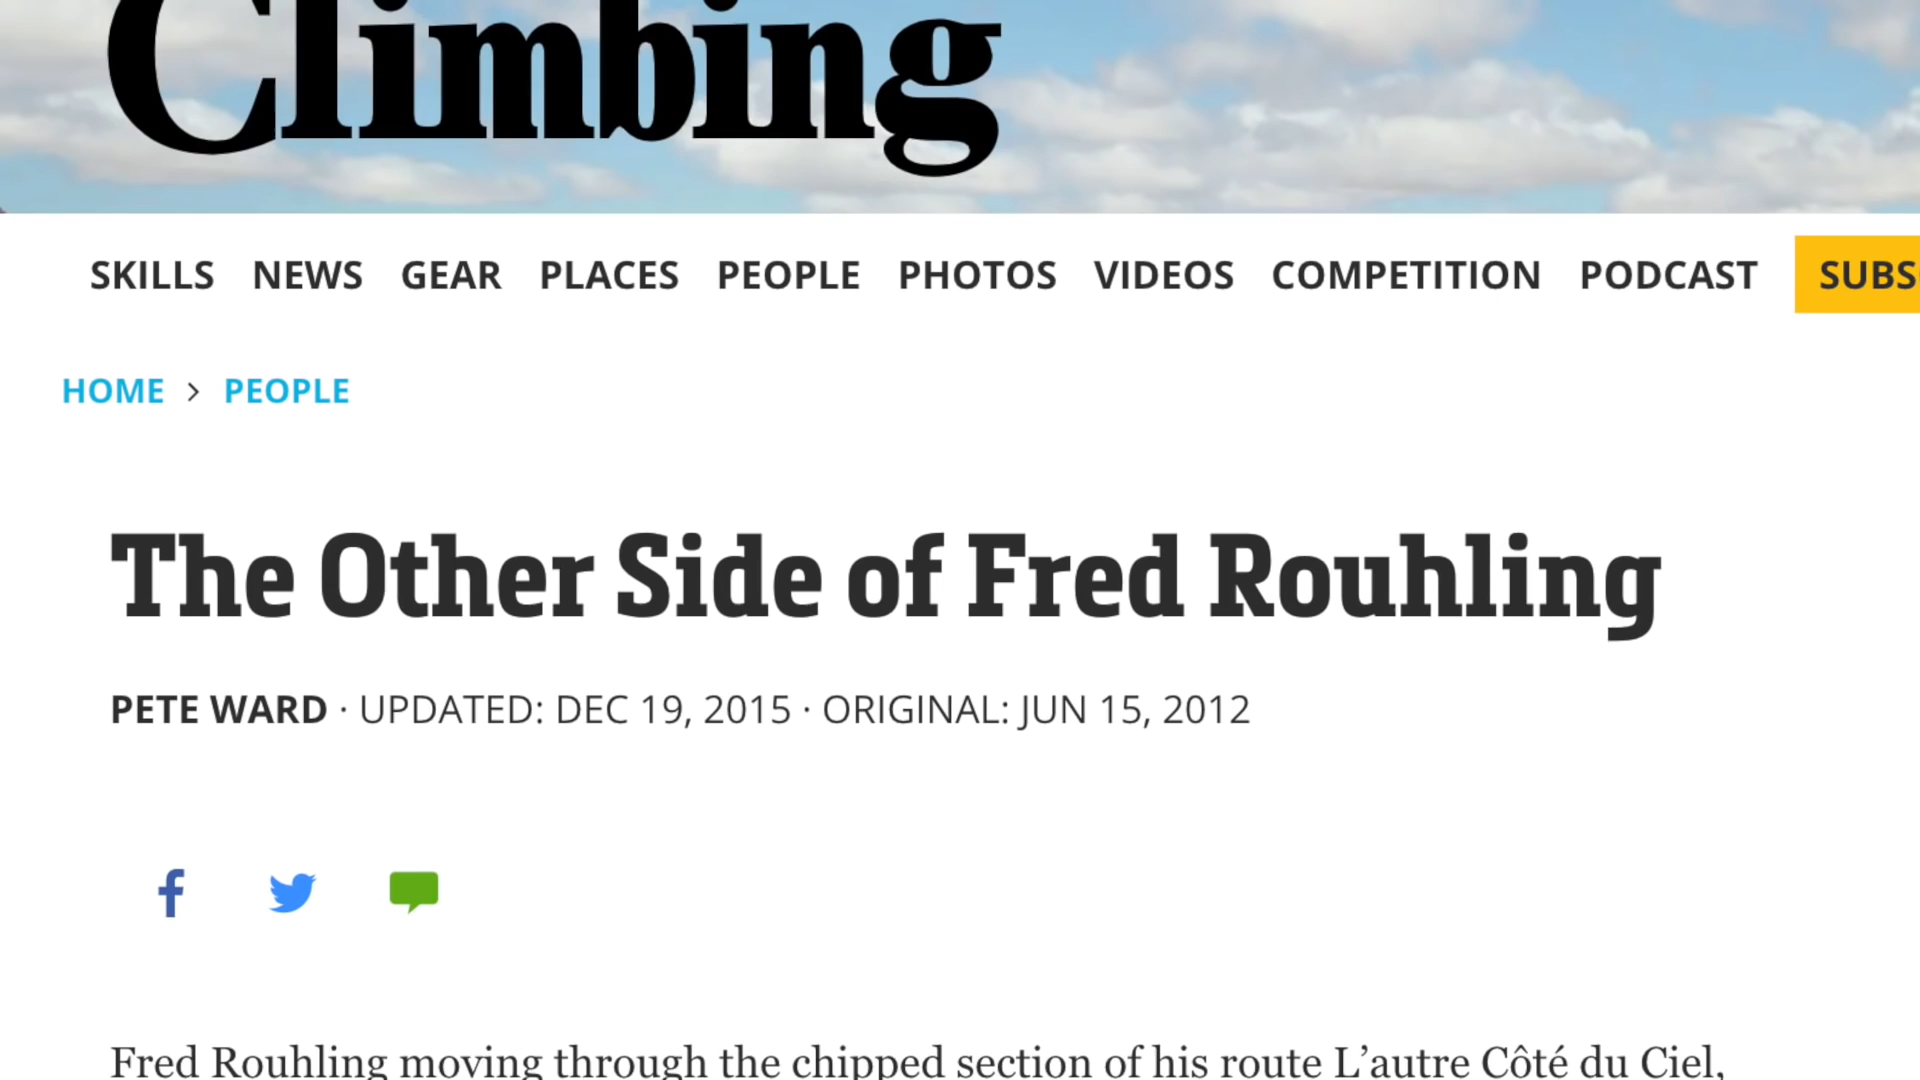 Climbing
SKILLS NEWS GEAR PLACES PEOPLE PHOTOS VIDEOS COMPETITION PODCAST SUBS
HOME > PEOPLE
The Other Side of Fred Rouhling
PETE WARD · UPDATED: DEC 19, 2015 · ORIGINAL: JUN 15, 2012
Fred Rouhling moving through the chipped section of his route L’autre Côté du Ciel,